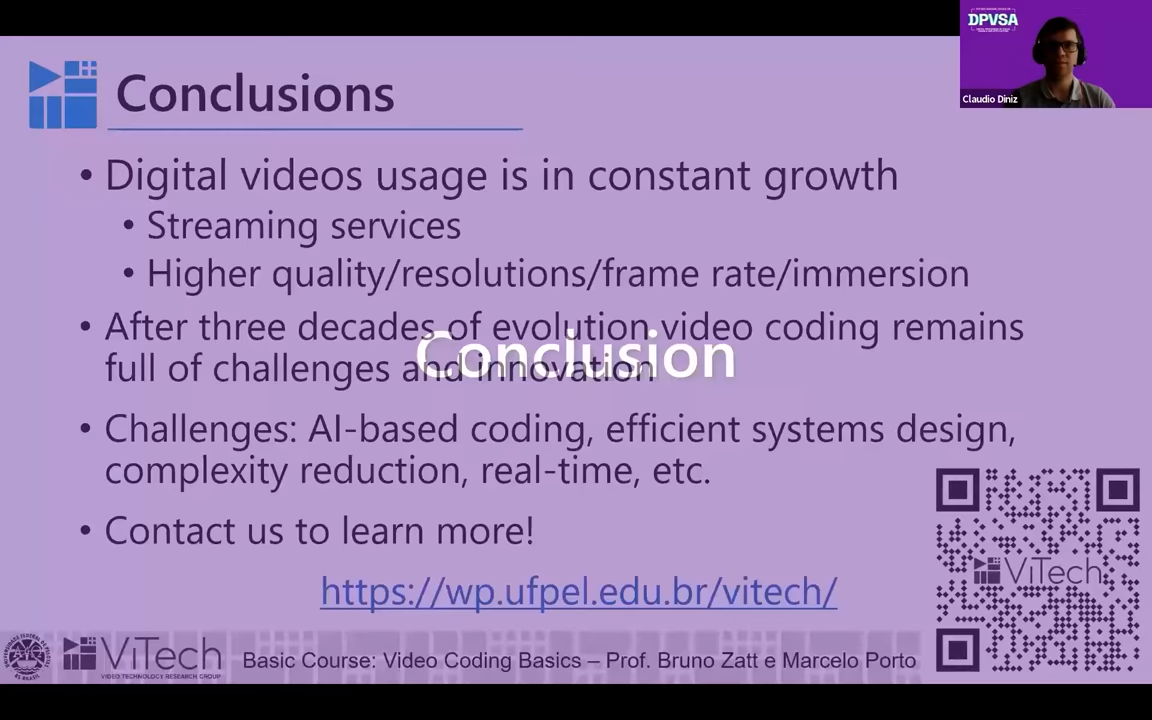 DPVSA
Claudio Diniz
Conclusions
• Digital videos usage is in constant growth
• Streaming services
• Higher quality/resolutions/frame rate/immersion
• After three decades of evolution video coding remains
full of challenges and innovation
Conclusion
• Challenges: AI-based coding, efficient systems design,
complexity reduction, real-time, etc.
• Contact us to learn more!
https://wp.ufpel.edu.br/vitech/
ViTech
ViTech
VIDEO TECHNOLOGY RESEARCH GROUP
Basic Course: Video Coding Basics – Prof. Bruno Zatt e Marcelo Porto